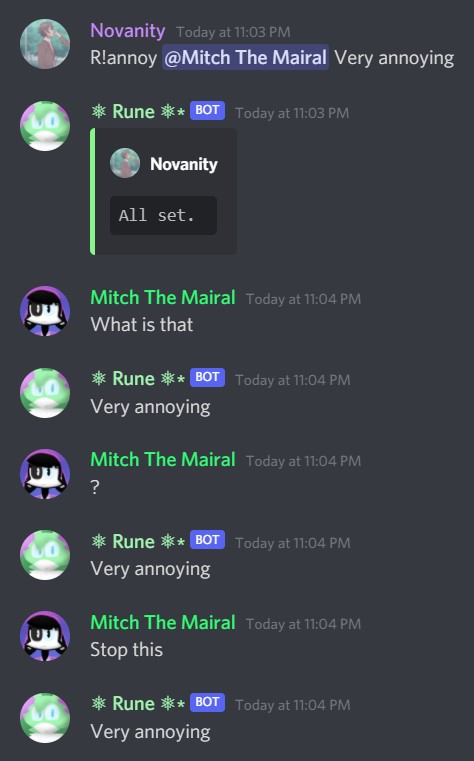 Novanity Today at 11:03 PM
R!annoy @Mitch The Mairal Very annoying
❅ Rune ❅* BOT Today at 11:03 PM
Novanity
All set.
Mitch The Mairal Today at 11:04 PM
What is that
❅ Rune ❅* BOT Today at 11:04 PM
Very annoying
Mitch The Mairal Today at 11:04 PM
?
❅ Rune ❅* BOT Today at 11:04 PM
Very annoying
Mitch The Mairal Today at 11:04 PM
Stop this
❅ Rune ❅* BOT Today at 11:04 PM
Very annoying